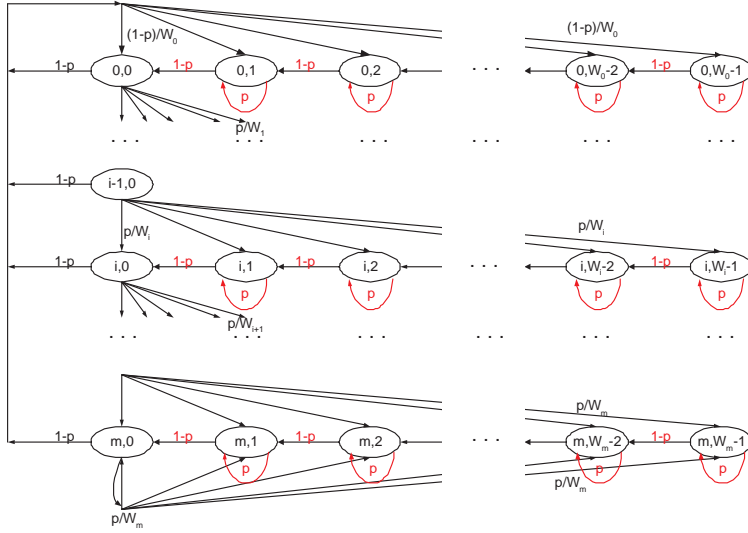 (1-p)/W₀ (1-p)/W₀
1-p 0,0 1-p 0,1 1-p 0,2 . . . 0,W₀-2 1-p 0,W₀-1
p p p p
p/W₁
. . . . . . . . . . . . . . . . . .
1-p i-1,0
p/Wᵢ p/Wᵢ
1-p i,0 1-p i,1 1-p i,2 . . . i,Wᵢ-2 1-p i,Wᵢ-1
p p p p
p/Wᵢ₊₁
. . . . . . . . . . . . . . . . . .
p/Wₘ
1-p m,0 1-p m,1 1-p m,2 . . . m,Wₘ-2 1-p m,Wₘ-1
p p p p
p/Wₘ
p/Wₘ